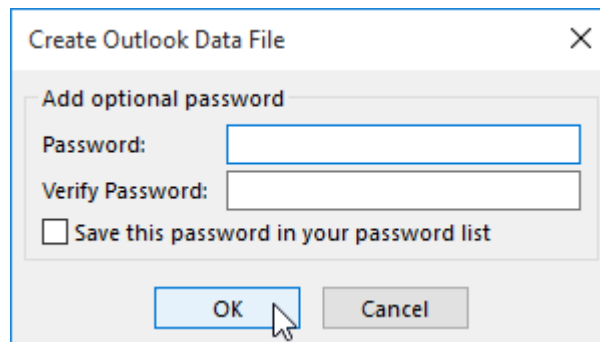 Create Outlook Data File
Add optional password
Password:
Verify Password:
Save this password in your password list
OK Cancel